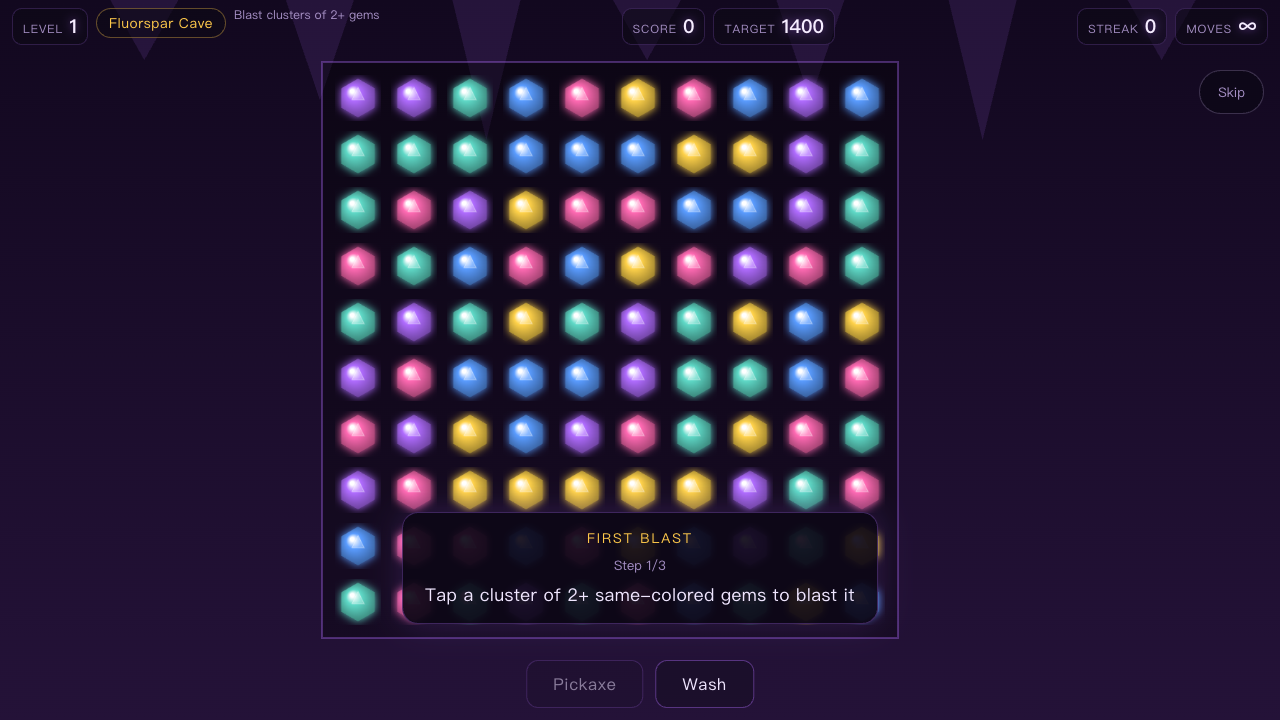 LEVEL 1
Fluorspar Cave
Blast clusters of 2+ gems
SCORE 0
TARGET 1400
STREAK 0
MOVES ∞
Skip
FIRST BLAST
Step 1/3
Tap a cluster of 2+ same-colored gems to blast it
Pickaxe
Wash